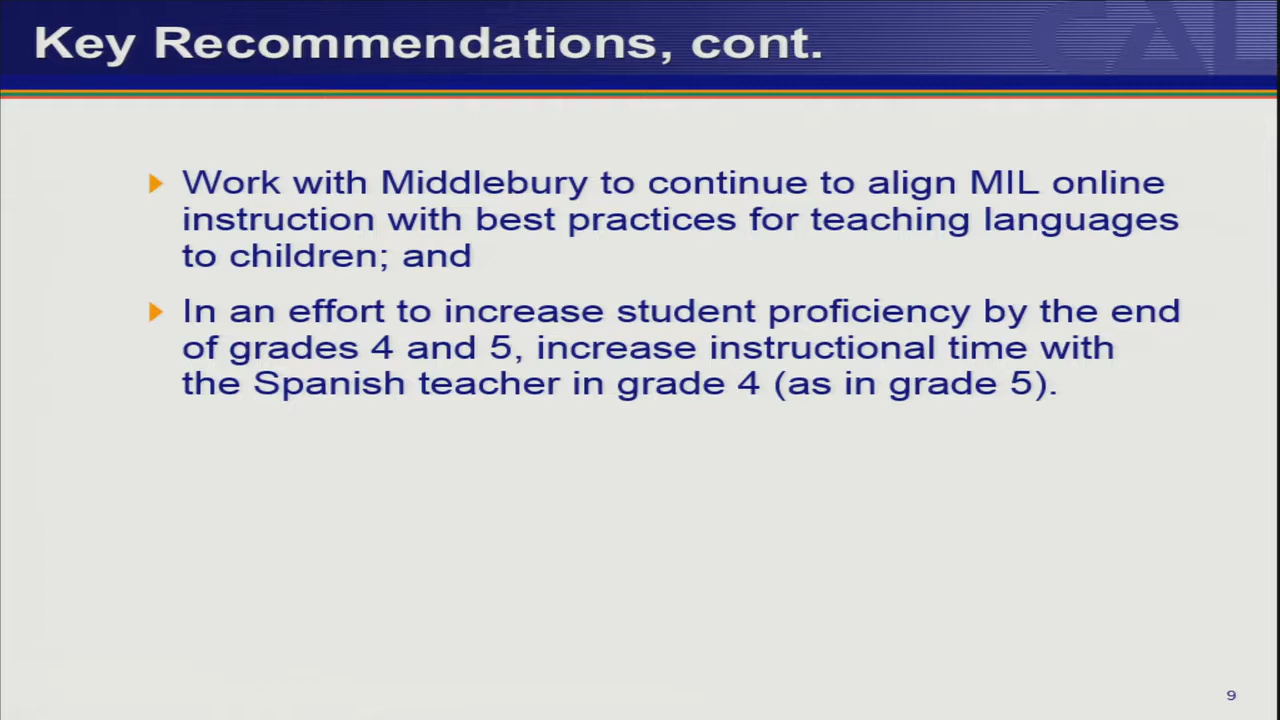 Key Recommendations, cont.
CAL
Work with Middlebury to continue to align MIL online
instruction with best practices for teaching languages
to children; and
In an effort to increase student proficiency by the end
of grades 4 and 5, increase instructional time with
the Spanish teacher in grade 4 (as in grade 5).
9